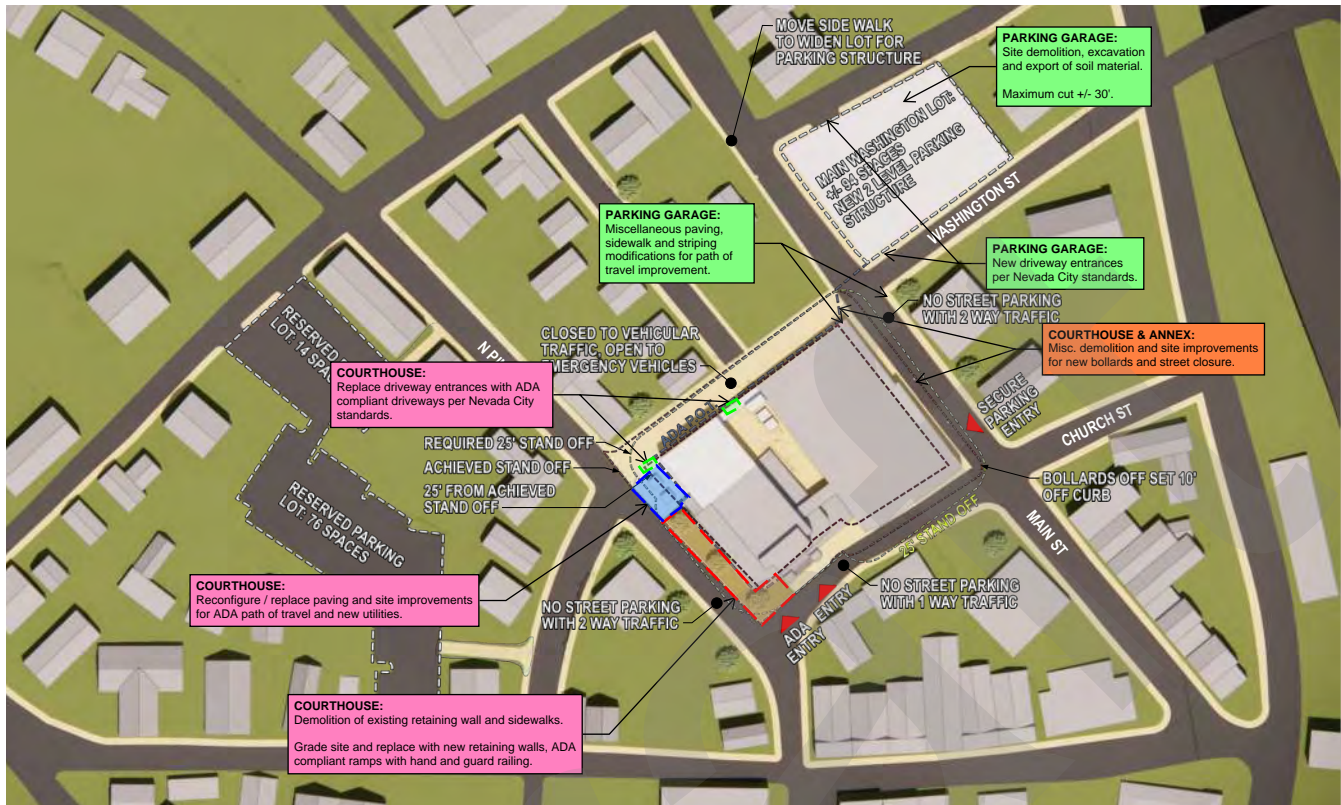 MOVE SIDE WALK
TO WIDEN LOT FOR
PARKING STRUCTURE
PARKING GARAGE:
Site demolition, excavation
and export of soil material.
Maximum cut +/- 30'.
MAIN WASHINGTON LOT:
+/- 94 SPACES
NEW 2 LEVEL PARKING
STRUCTURE
WASHINGTON ST
PARKING GARAGE:
Miscellaneous paving,
sidewalk and striping
modifications for path of
travel improvement.
PARKING GARAGE:
New driveway entrances
per Nevada City standards.
NO STREET PARKING
WITH 2 WAY TRAFFIC
COURTHOUSE & ANNEX:
Misc. demolition and site improvements
for new bollards and street closure.
RESERVED
LOT: 14 SPACES
N
CLOSED TO VEHICULAR
TRAFFIC, OPEN TO
EMERGENCY VEHICLES
COURTHOUSE:
Replace driveway entrances with ADA
compliant driveways per Nevada City
standards.
ADA P.O.T.
SECURE
PARKING
ENTRY
CHURCH ST
REQUIRED 25' STAND OFF
ACHIEVED STAND OFF
25' FROM ACHIEVED
STAND OFF
BOLLARDS OFF SET 10'
OFF CURB
MAIN ST
25' STAND OFF
RESERVED PARKING
LOT: 76 SPACES
COURTHOUSE:
Reconfigure / replace paving and site improvements
for ADA path of travel and new utilities.
NO STREET PARKING
WITH 2 WAY TRAFFIC
NO STREET PARKING
WITH 1 WAY TRAFFIC
ENTRY
ADA
ENTRY
COURTHOUSE:
Demolition of existing retaining wall and sidewalks.
Grade site and replace with new retaining walls, ADA
compliant ramps with hand and guard railing.